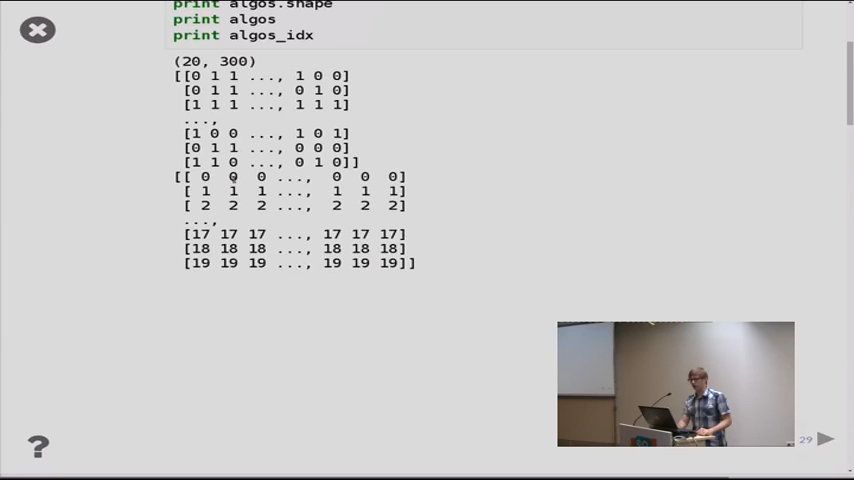 print algos.shape
print algos
print algos_idx
(20, 300)
[[0 1 1 ..., 1 0 0]
 [0 1 1 ..., 0 1 0]
 [1 1 1 ..., 1 1 1]
 ...,
 [1 0 0 ..., 1 0 1]
 [0 1 1 ..., 0 0 0]
 [1 1 0 ..., 0 1 0]]
[[ 0  0  0 ...,  0  0  0]
 [ 1  1  1 ...,  1  1  1]
 [ 2  2  2 ...,  2  2  2]
 ...,
 [17 17 17 ..., 17 17 17]
 [18 18 18 ..., 18 18 18]
 [19 19 19 ..., 19 19 19]]
?
29